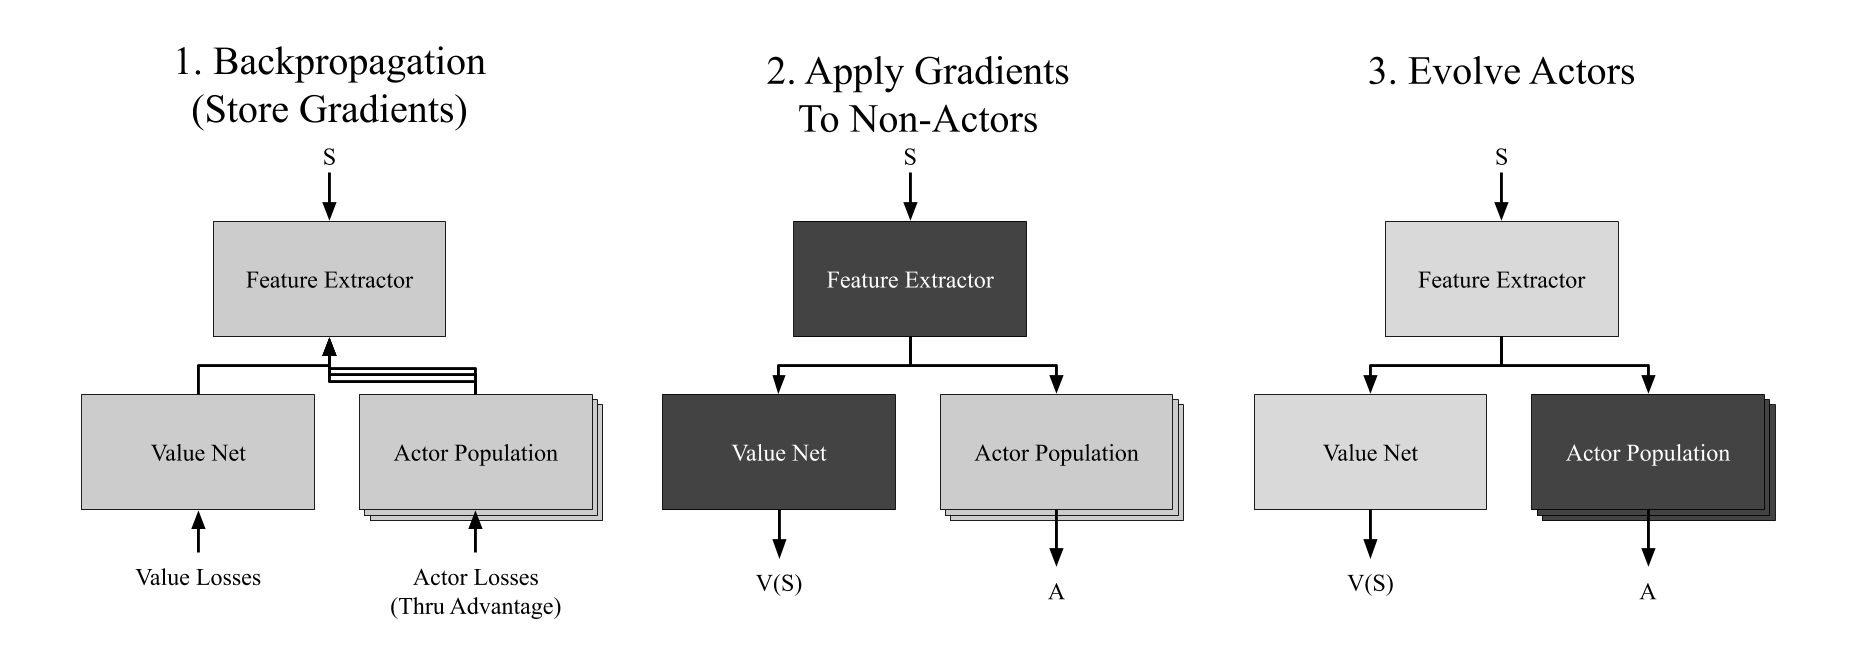 1. Backpropagation
(Store Gradients)
S
Feature Extractor
Value Net
Actor Population
Value Losses
Actor Losses
(Thru Advantage)
2. Apply Gradients
To Non-Actors
S
Feature Extractor
Value Net
Actor Population
V(S)
A
3. Evolve Actors
S
Feature Extractor
Value Net
Actor Population
V(S)
A